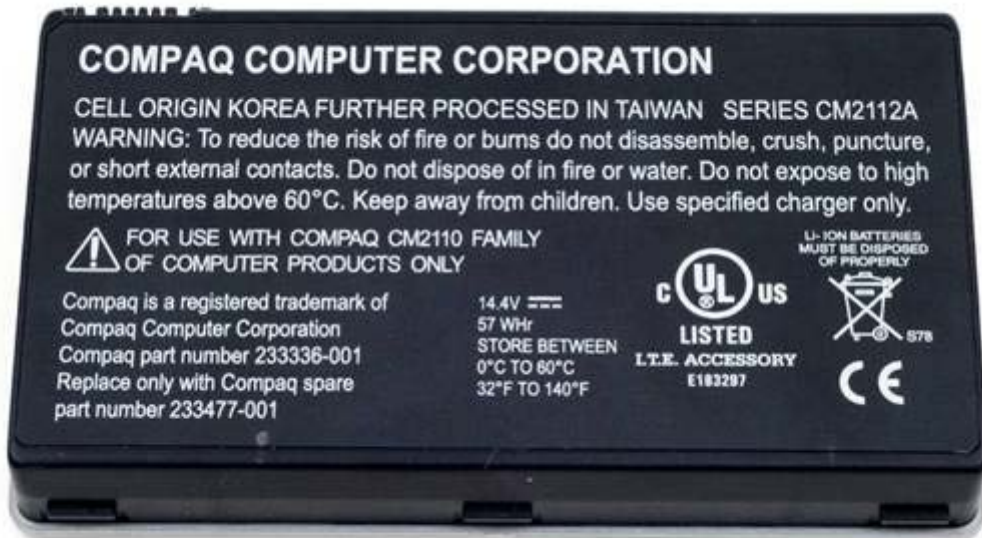 COMPAQ COMPUTER CORPORATION
CELL ORIGIN KOREA FURTHER PROCESSED IN TAIWAN SERIES CM2112A
WARNING: To reduce the risk of fire or burns do not disassemble, crush, puncture,
or short external contacts. Do not dispose of in fire or water. Do not expose to high
temperatures above 60°C. Keep away from children. Use specified charger only.
FOR USE WITH COMPAQ CM2110 FAMILY
OF COMPUTER PRODUCTS ONLY
Compaq is a registered trademark of
Compaq Computer Corporation
Compaq part number 233336-001
Replace only with Compaq spare
part number 233477-001
14.4V
57 WHr
STORE BETWEEN
0°C TO 60°C
32°F TO 140°F
C UL ® US
LISTED
I.T.E. ACCESSORY
E183297
Li-ION BATTERIES
MUST BE DISPOSED
OF PROPERLY
S78
CE